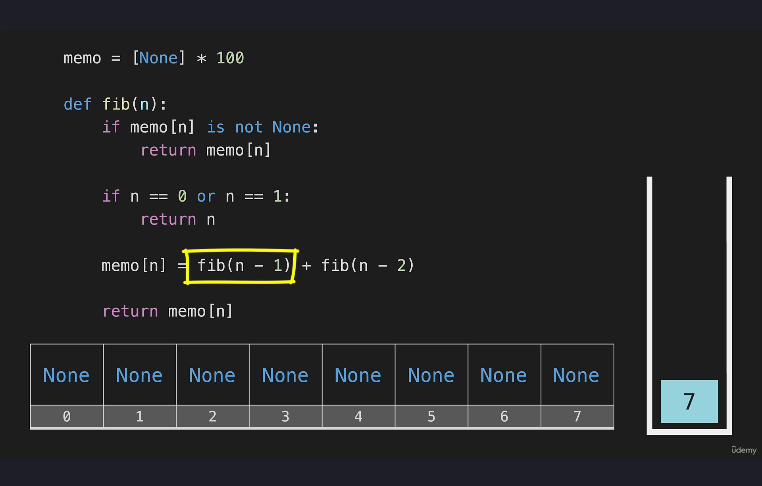 memo = [None] * 100
def fib(n):
if memo[n] is not None:
return memo[n]
if n == 0 or n == 1:
return n
memo[n] = fib(n - 1) + fib(n - 2)
return memo[n]
None None None None None None None None
0 1 2 3 4 5 6 7
7
ûdemy